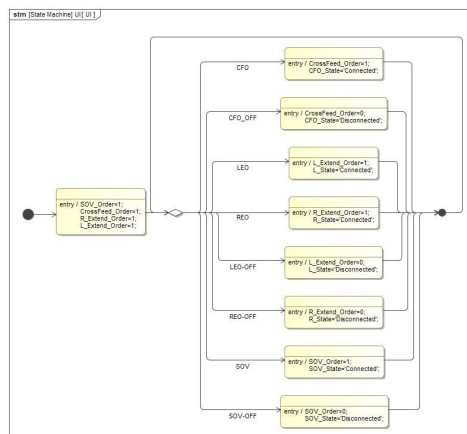 stm [State Machine] UI[ UI ]
CFO
entry / CrossFeed_Order=1;
CFO_State='Connected';
CFO_OFF
entry / CrossFeed_Order=0;
CFO_State='Disconnected';
LEO
entry / L_Extend_Order=1;
L_State='Connected';
entry / SOV_Order=1;
CrossFeed_Order=1;
R_Extend_Order=1;
L_Extend_Order=1;
REO
entry / R_Extend_Order=1;
R_State='Connected';
LEO-OFF
entry / L_Extend_Order=0;
L_State='Disconnected';
REO-OFF
entry / R_Extend_Order=0;
R_State='Disconnected';
SOV
entry / SOV_Order=1;
SOV_State='Connected';
SOV-OFF
entry / SOV_Order=0;
SOV_State='Disconnected';